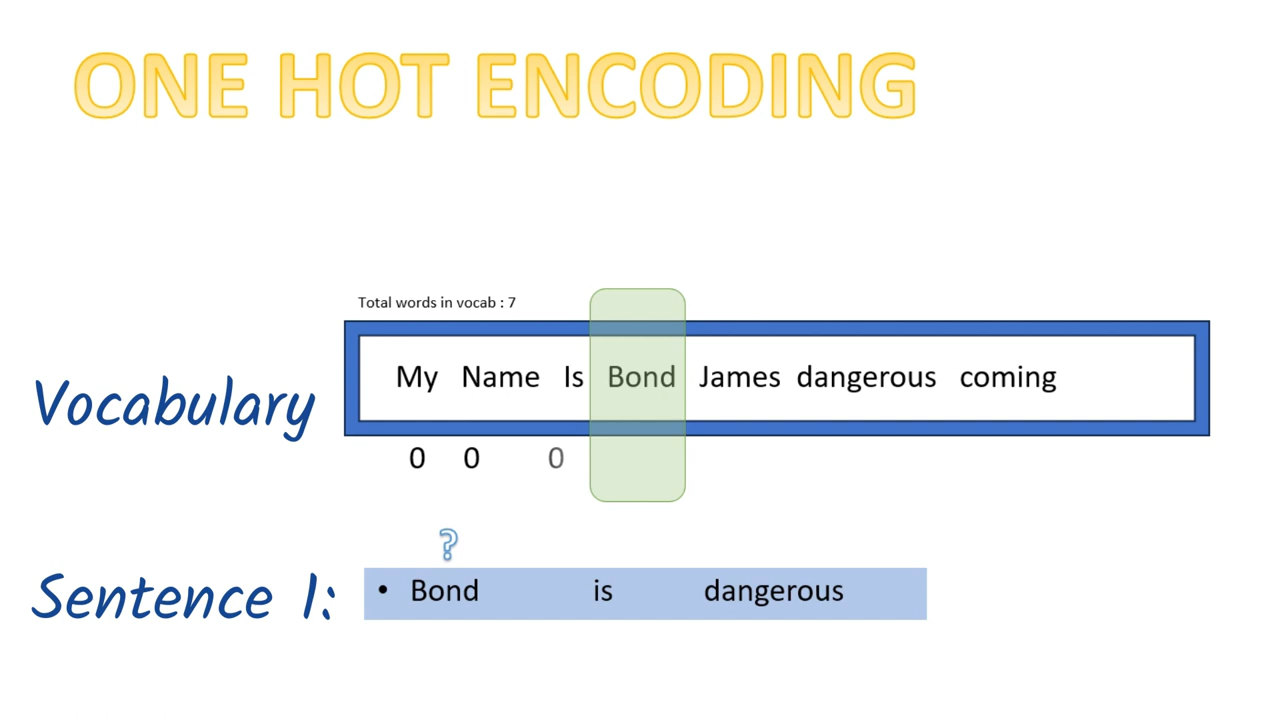 ONE HOT ENCODING
Total words in vocab : 7
Vocabulary
My Name Is Bond James dangerous coming
0 0 0
?
Sentence 1:
• Bond is dangerous